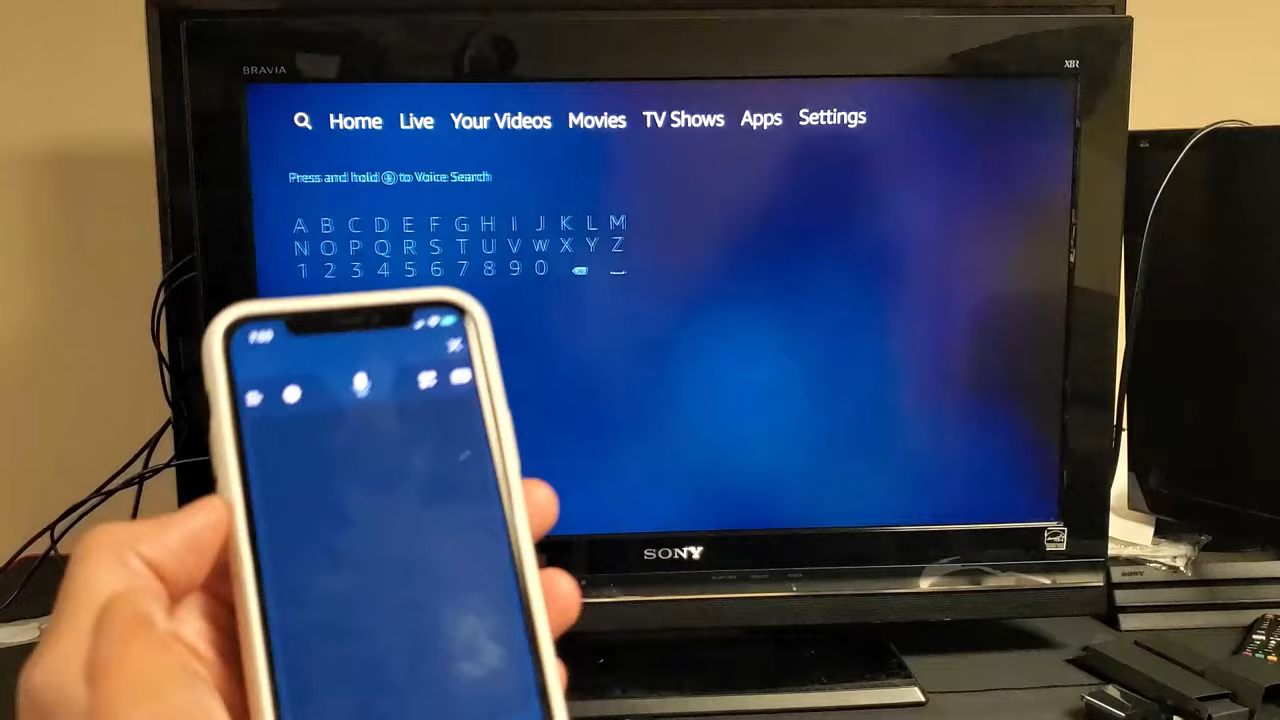 BRAVIA
XBR
Home Live Your Videos Movies TV Shows Apps Settings
Press and hold to Voice Search
A B C D E F G H I J K L M
N O P Q R S T U V W X Y Z
1 2 3 4 5 6 7 8 9 0
SONY
SONY